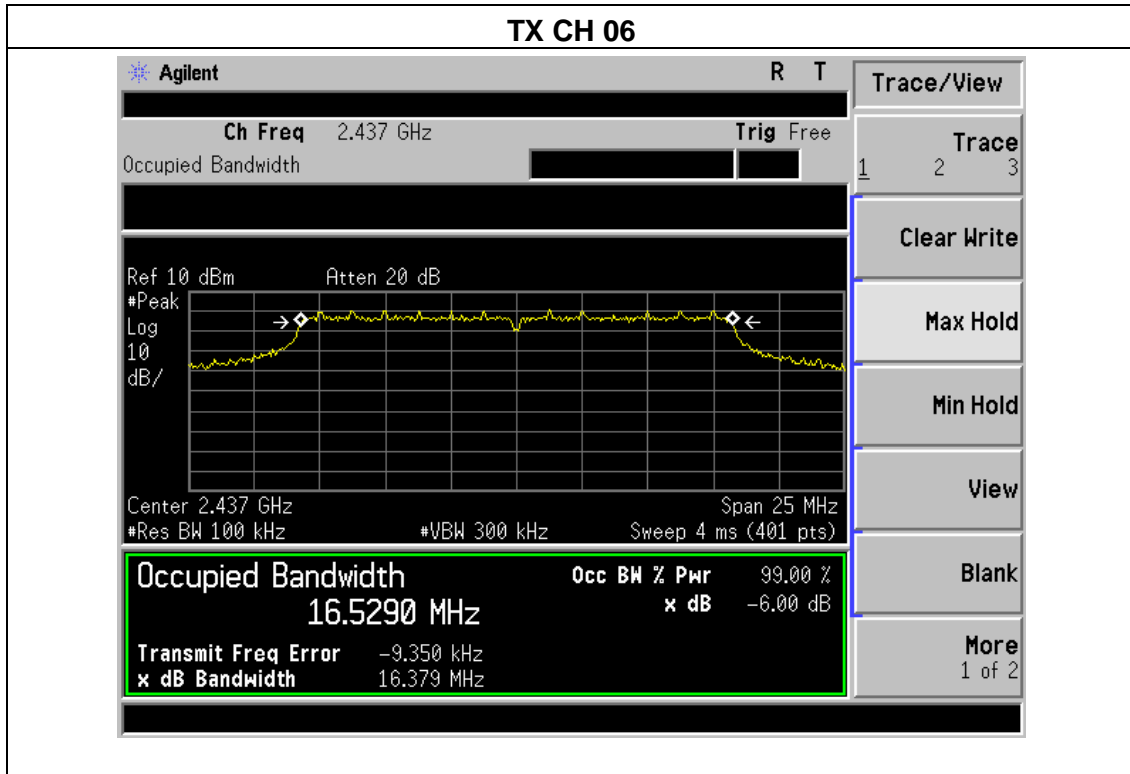 TX CH 06
Agilent R T
Ch Freq 2.437 GHz Trig Free
Occupied Bandwidth
Ref 10 dBm Atten 20 dB
#Peak
Log
10
dB/
Center 2.437 GHz Span 25 MHz
#Res BW 100 kHz #VBW 300 kHz Sweep 4 ms (401 pts)
Occupied Bandwidth
16.5290 MHz
Occ BW % Pwr 99.00 %
x dB -6.00 dB
Transmit Freq Error -9.350 kHz
x dB Bandwidth 16.379 MHz
Trace/View
Trace
1 2 3
Clear Write
Max Hold
Min Hold
View
Blank
More
1 of 2